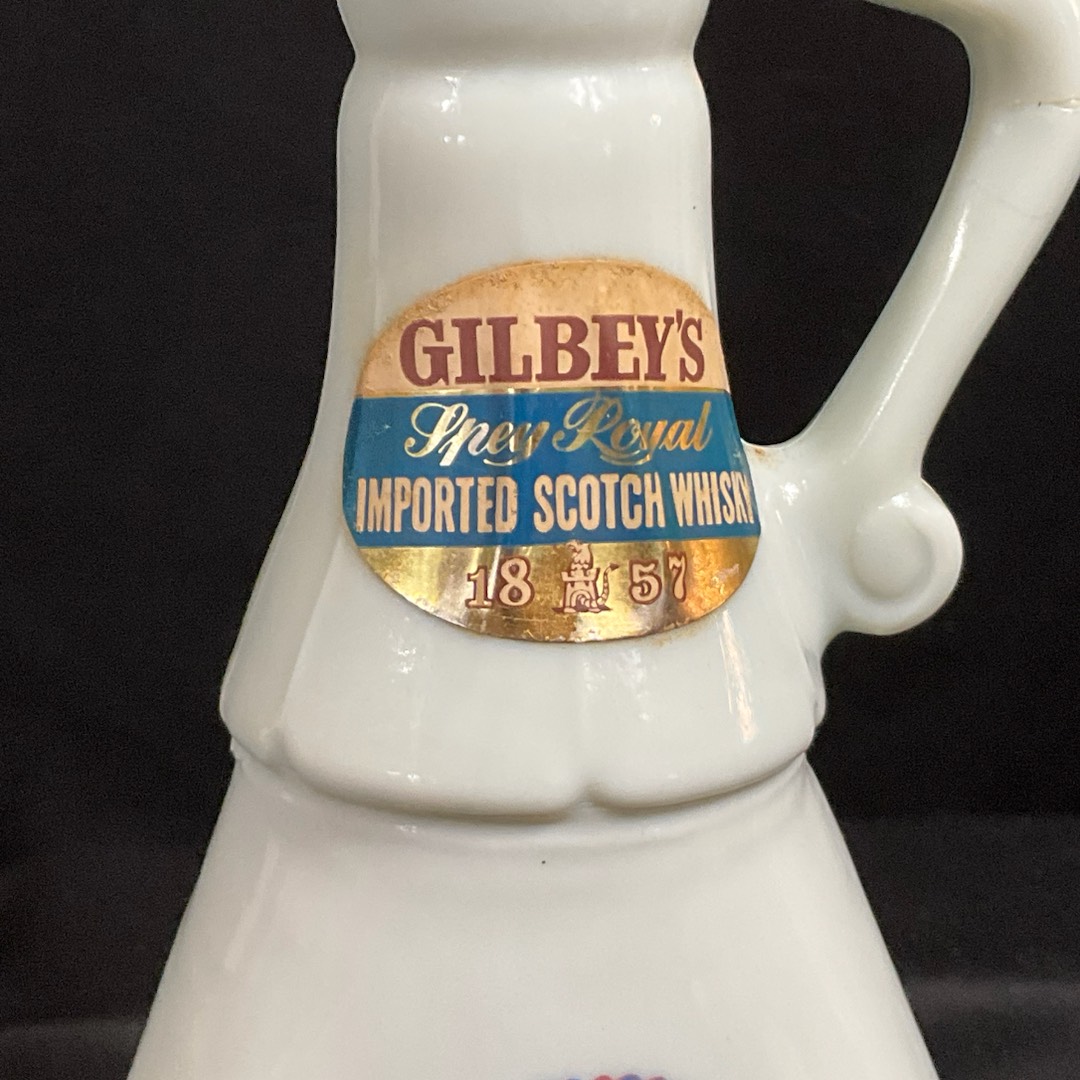 GILBEY'S
Spey Royal
IMPORTED SCOTCH WHISKY
18 57